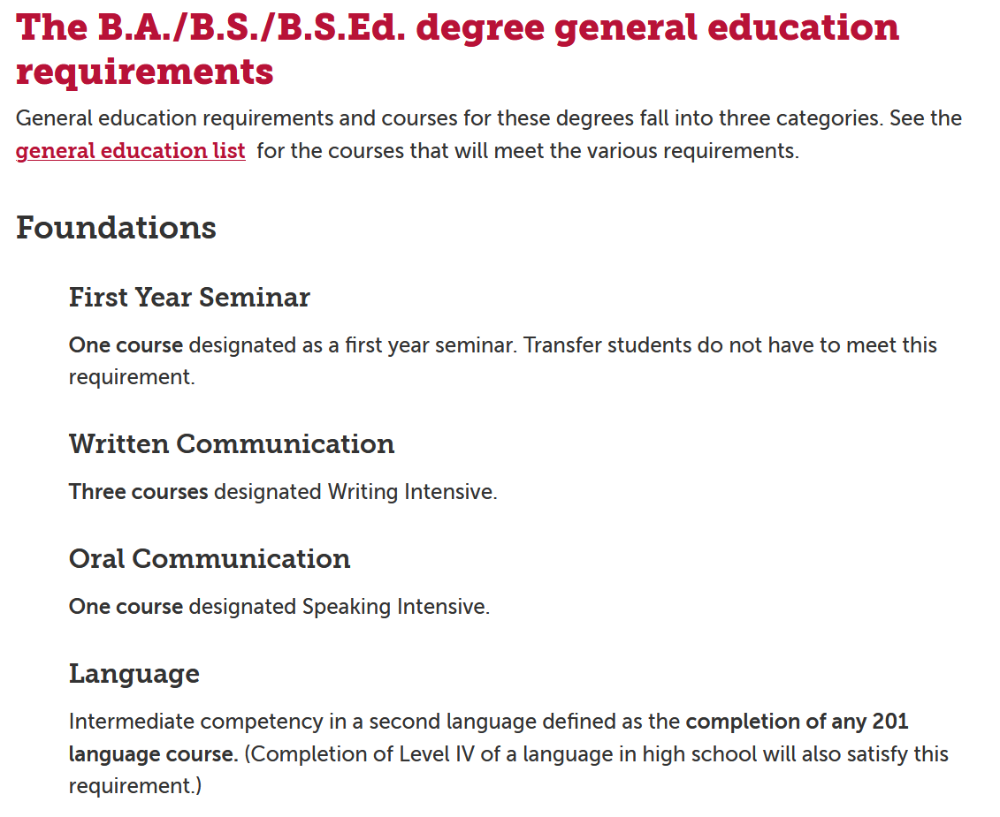 The B.A./B.S./B.S.Ed. degree general education
requirements
General education requirements and courses for these degrees fall into three categories. See the
general education list for the courses that will meet the various requirements.
Foundations
First Year Seminar
One course designated as a first year seminar. Transfer students do not have to meet this
requirement.
Written Communication
Three courses designated Writing Intensive.
Oral Communication
One course designated Speaking Intensive.
Language
Intermediate competency in a second language defined as the completion of any 201
language course. (Completion of Level IV of a language in high school will also satisfy this
requirement.)